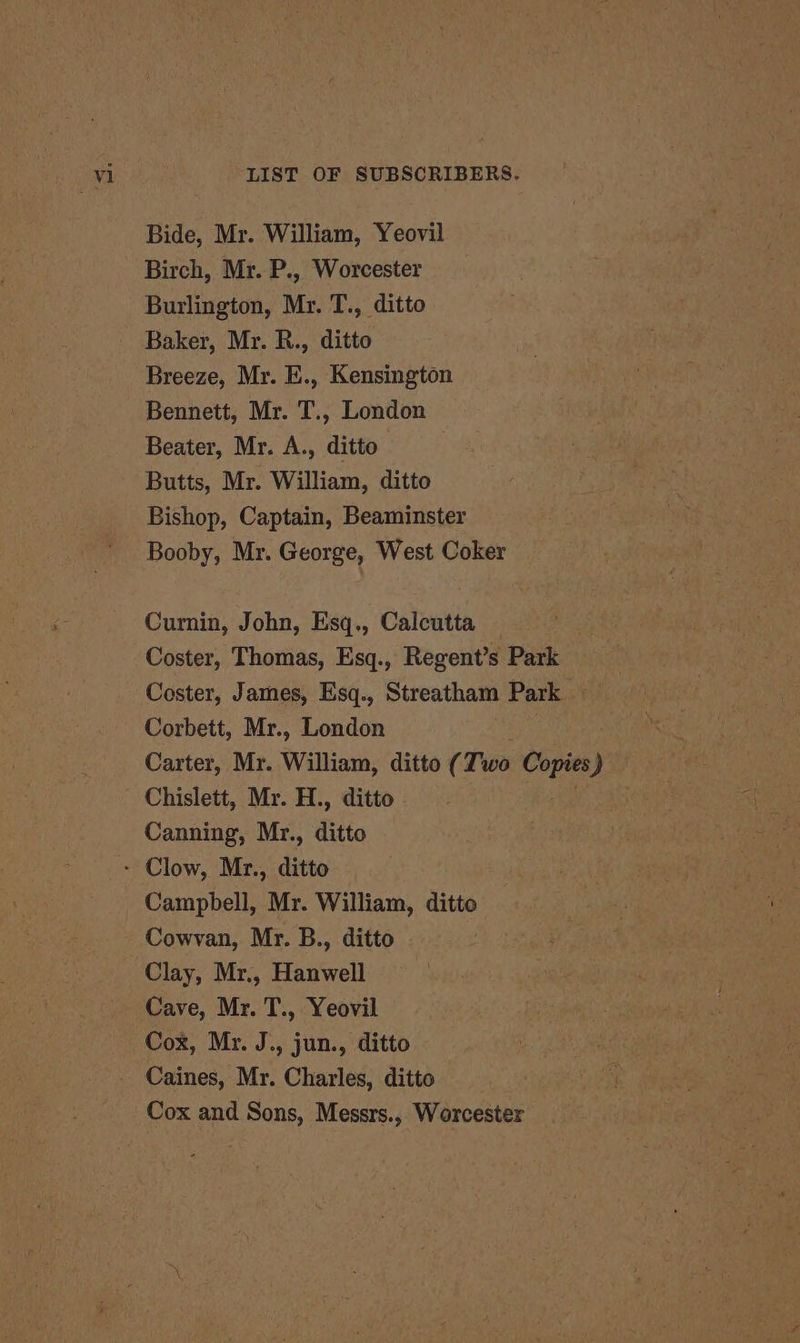 vi LIST OF SUBSCRIBERS.
Bide, Mr. William, Yeovil
Birch, Mr. P., Worcester
Burlington, Mr. T., ditto
Baker, Mr. R., ditto
Breeze, Mr. E., Kensington
Bennett, Mr. T., London
Beater, Mr. A., ditto
Butts, Mr. William, ditto
Bishop, Captain, Beaminster
Booby, Mr. George, West Coker
Curnin, John, Esq., Calcutta
Coster, Thomas, Esq., Regent's Park
Coster, James, Esq., Streatham Park
Corbett, Mr., London
Carter, Mr. William, ditto (Two Copies)
Chislett, Mr. H., ditto
Canning, Mr., ditto
Clow, Mr., ditto
Campbell, Mr. William, ditto
Cowvan, Mr. B., ditto
Clay, Mr., Hanwell
Cave, Mr. T., Yeovil
Cox, Mr. J., jun., ditto
Caines, Mr. Charles, ditto
Cox and Sons, Messrs., Worcester